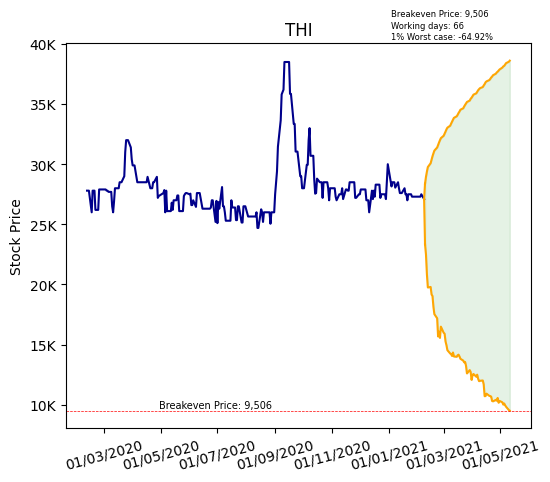 Breakeven Price: 9,506
Working days: 66
1% Worst case: -64.92%
THI
40K
35K
30K
25K
20K
15K
10K
Stock Price
Breakeven Price: 9,506
01/03/2020
01/05/2020
01/07/2020
01/09/2020
01/11/2020
01/01/2021
01/03/2021
01/05/2021